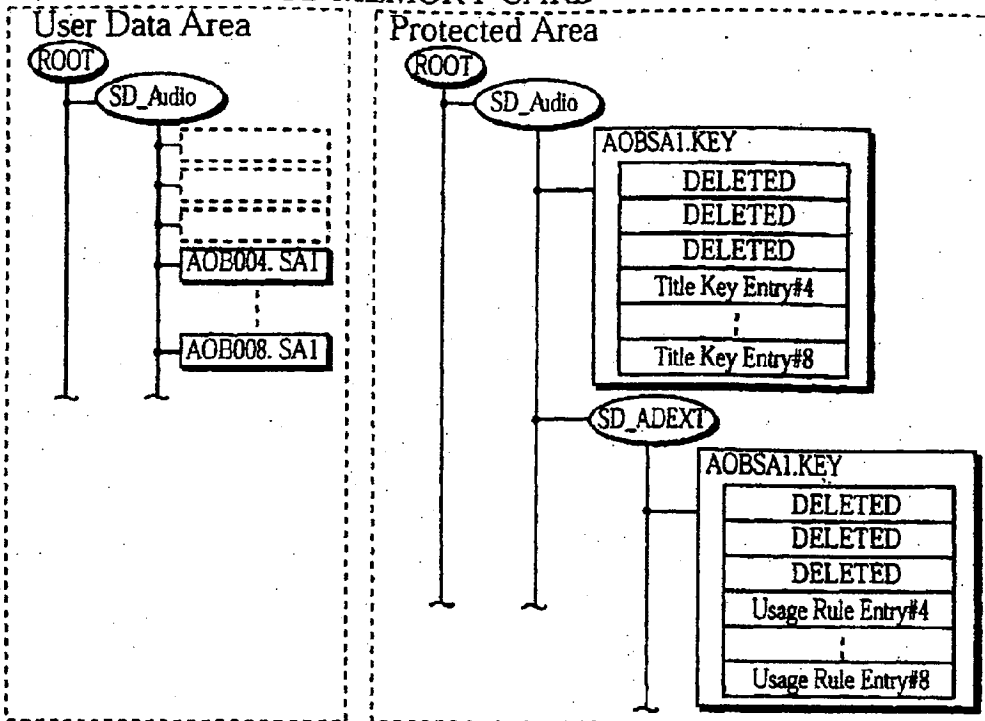 User Data Area
ROOT
SD_Audio
AOB004. SA1
AOB008. SA1
Protected Area
ROOT
SD_Audio
AOBSA1.KEY
DELETED
DELETED
DELETED
Title Key Entry#4
Title Key Entry#8
SD_ADEXT
AOBSA1.KEY
DELETED
DELETED
DELETED
Usage Rule Entry#4
Usage Rule Entry#8